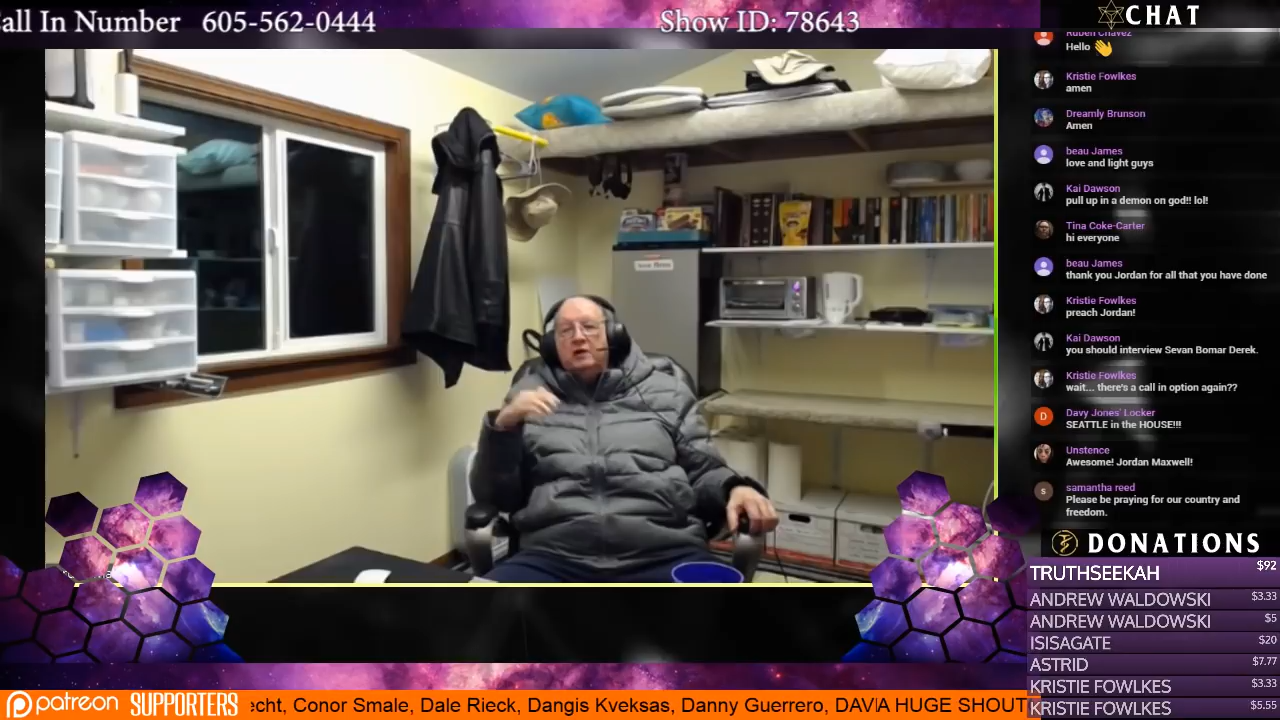 all In Number 605-562-0444
Show ID: 78643
CHAT
Ruben Chavez
Hello 👋
Kristie Fowlkes
amen
Dreamly Brunson
Amen
beau James
love and light guys
Kai Dawson
pull up in a demon on god!! lol!
Tina Coke-Carter
hi everyone
beau James
thank you Jordan for all that you have done
Kristie Fowlkes
preach Jordan!
Kai Dawson
you should interview Sevan Bomar Derek.
Kristie Fowlkes
wait... there's a call in option again??
D
Davy Jones' Locker
SEATTLE in the HOUSE!!!
Unstence
Awesome! Jordan Maxwell!
s
samantha reed
Please be praying for our country and
freedom.
DONATIONS
TRUTHSEEKAH $92
ANDREW WALDOWSKI $3.33
ANDREW WALDOWSKI $5
ISISAGATE $20
ASTRID $7.77
KRISTIE FOWLKES $3.33
KRISTIE FOWLKES $5.55
patreon SUPPORTERS
cht, Conor Smale, Dale Rieck, Dangis Kveksas, Danny Guerrero, DAVIA HUGE SHOUT